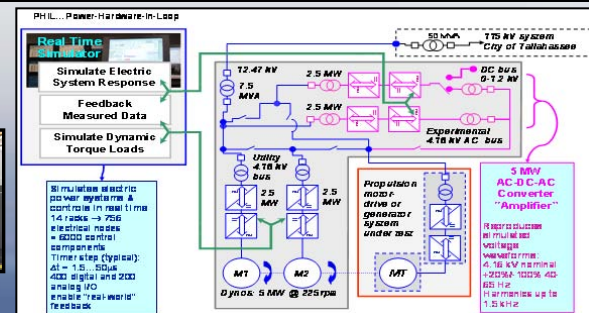 PHIL... Power-Hardware-In-Loop
Real Time
Simulator
Simulate Electric
System Response
Feedback
Measured Data
Simulate Dynamic
Torque Loads
Simulates electric
power systems &
controls in real time
14 racks → 756
electrical nodes
≈ 6000 control
components
Timer step (typical):
Δt = 1.5...50µs
400 digital and 200
analog I/O
enable "real-world"
feedback
50 MVA
115 kV system
City of Tallahassee
12.47 kV
7.5
MVA
2.5 MW
2.5 MW
DC bus
0-1.2 kV
Experimental
4.16 kV AC bus
Utility
4.16 kV
bus
2.5
MW
2.5
MW
M1
M2
Dynos: 5 MW @ 225rpm
Propulsion
motor-
drive or
generator
system
under test
MT
5 MW
AC-DC-AC
Converter
"Amplifier"
Reproduces
simulated
voltage
waveforms:
4.16 kV nominal
+20%/-100% 40-
65 Hz
Harmonics up to
1.5 kHz